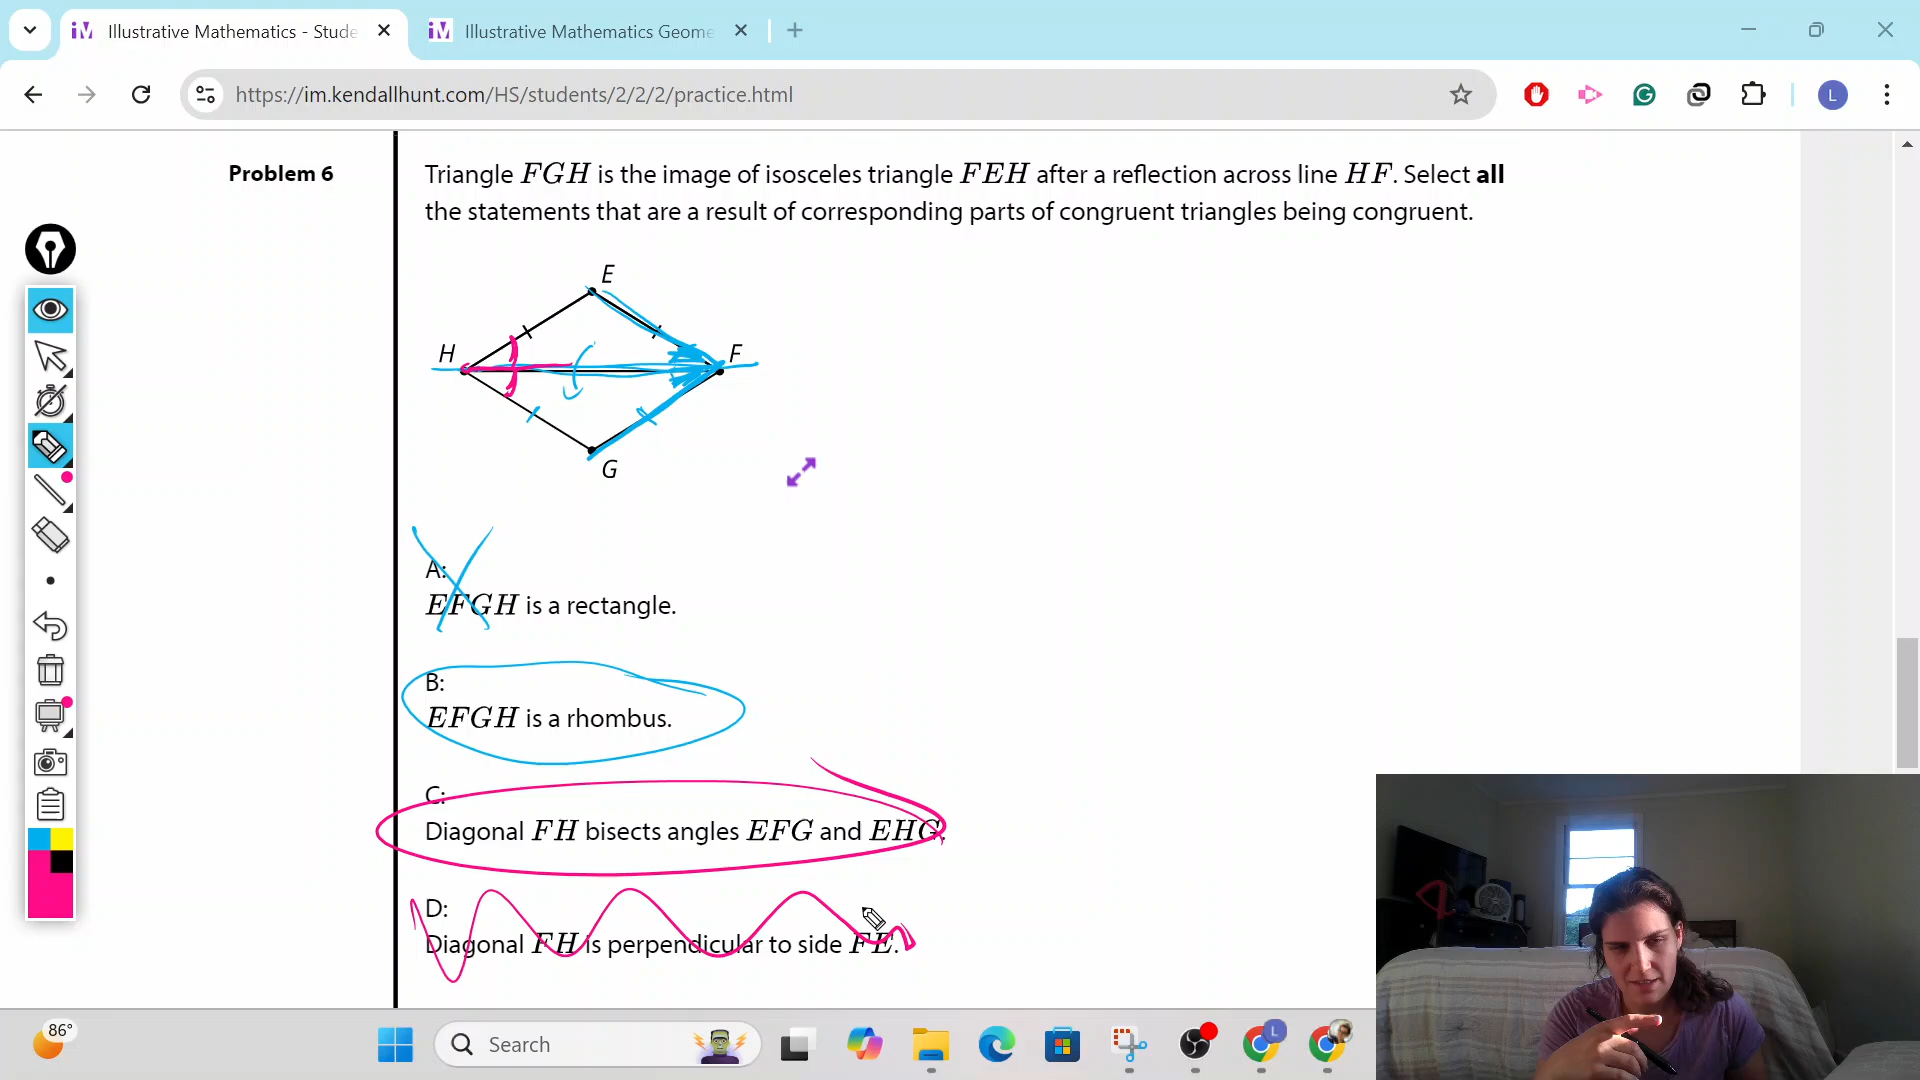 Illustrative Mathematics - Stude
Illustrative Mathematics Geome
https://im.kendallhunt.com/HS/students/2/2/2/practice.html
L
Problem 6
Triangle FGH is the image of isosceles triangle FEH after a reflection across line HF. Select all
the statements that are a result of corresponding parts of congruent triangles being congruent.
E
H
F
G
A:
EFGH is a rectangle.
B:
EFGH is a rhombus.
C:
Diagonal FH bisects angles EFG and EHG.
D:
Diagonal FH is perpendicular to side FE.
86°
Search
L